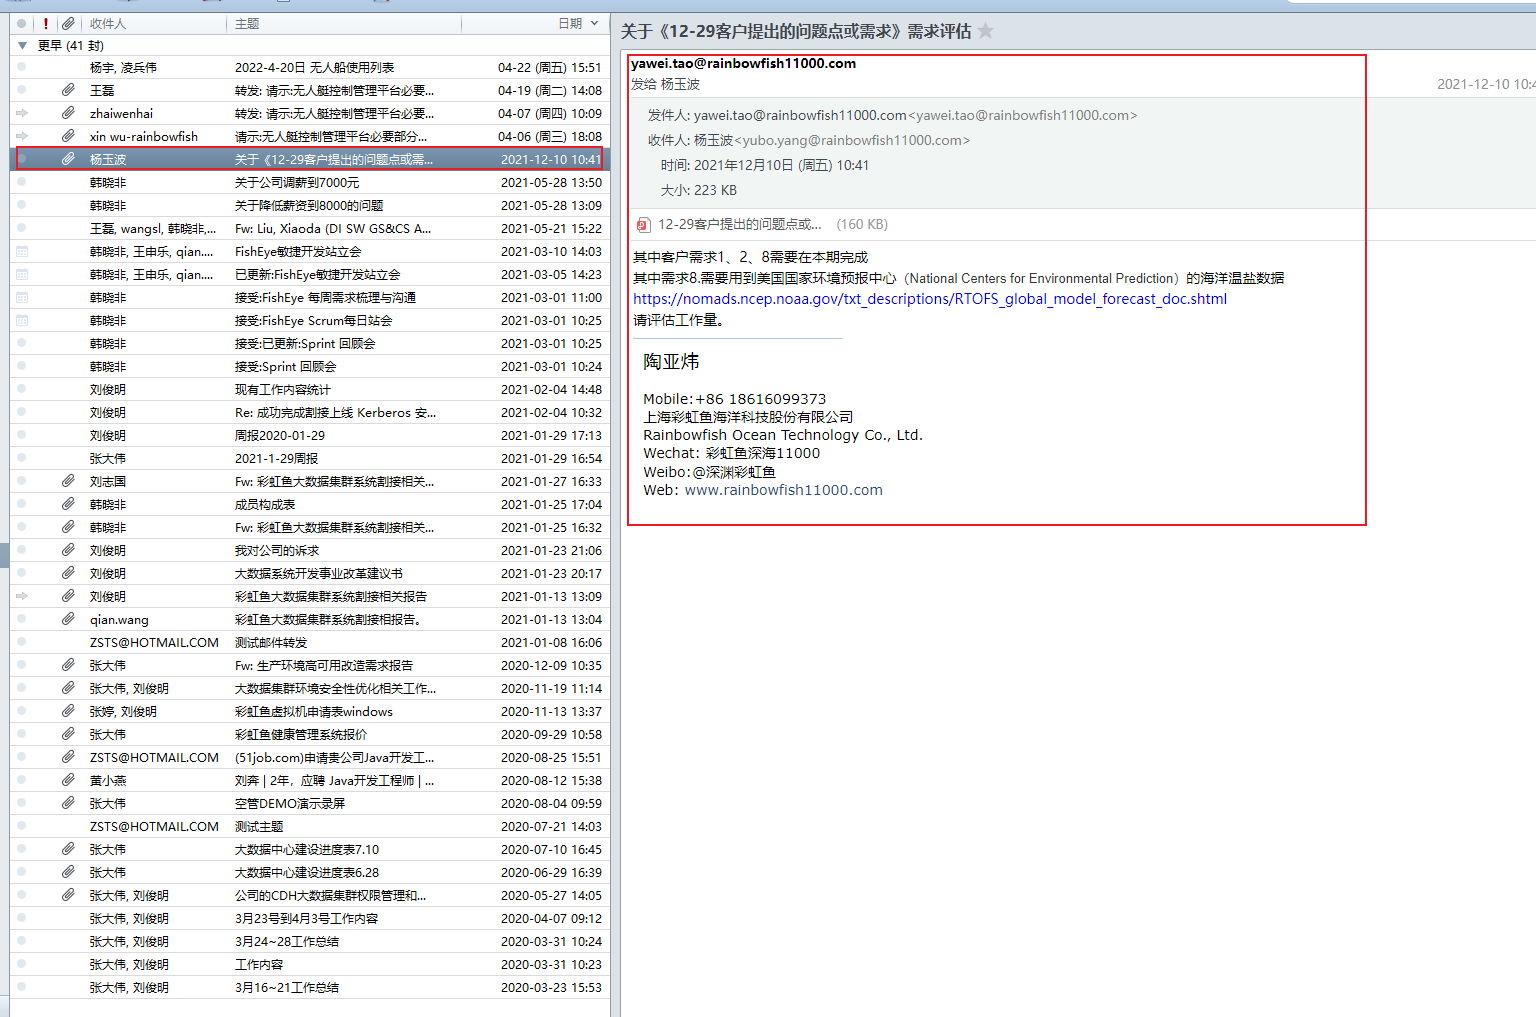 ! 收件人 主题 日期
更早 (41 封)
杨宇, 凌兵伟 2022-4-20日 无人船使用列表 04-22 (周五) 15:51
王磊 转发: 请示:无人艇控制管理平台必要... 04-19 (周二) 14:08
zhaiwenhai 转发: 请示:无人艇控制管理平台必要... 04-07 (周四) 10:09
xin wu-rainbowfish 请示:无人艇控制管理平台必要部分... 04-06 (周三) 18:08
杨玉波 关于《12-29客户提出的问题点或需... 2021-12-10 10:41
韩晓非 关于公司调薪到7000元 2021-05-28 13:50
韩晓非 关于降低薪资到8000的问题 2021-05-28 13:09
王磊, wangsl, 韩晓非,... Fw: Liu, Xiaoda (DI SW GS&CS A... 2021-05-21 15:22
韩晓非, 王申乐, qian.... FishEye敏捷开发站立会 2021-03-10 14:03
韩晓非, 王申乐, qian.... 已更新:FishEye敏捷开发站立会 2021-03-05 14:23
韩晓非 接受:FishEye 每周需求梳理与沟通 2021-03-01 11:00
韩晓非 接受:FishEye Scrum每日站会 2021-03-01 10:25
韩晓非 接受:已更新:Sprint 回顾会 2021-03-01 10:25
韩晓非 接受:Sprint 回顾会 2021-03-01 10:24
刘俊明 现有工作内容统计 2021-02-04 14:48
刘俊明 Re: 成功完成割接上线 Kerberos 安... 2021-02-04 10:32
刘俊明 周报2020-01-29 2021-01-29 17:13
张大伟 2021-1-29周报 2021-01-29 16:54
刘志国 Fw: 彩虹鱼大数据集群系统割接相关... 2021-01-27 16:33
韩晓非 成员构成表 2021-01-25 17:04
韩晓非 Fw: 彩虹鱼大数据集群系统割接相关... 2021-01-25 16:32
刘俊明 我对公司的诉求 2021-01-23 21:06
刘俊明 大数据系统开发事业改革建议书 2021-01-23 20:17
刘俊明 彩虹鱼大数据集群系统割接相关报告 2021-01-13 13:09
qian.wang 彩虹鱼大数据集群系统割接相报告。 2021-01-13 13:04
ZSTS@HOTMAIL.COM 测试邮件转发 2021-01-08 16:06
张大伟 Fw: 生产环境高可用改造需求报告 2020-12-09 10:35
张大伟, 刘俊明 大数据集群环境安全性优化相关工作... 2020-11-19 11:14
张婷, 刘俊明 彩虹鱼虚拟机申请表windows 2020-11-13 13:37
张大伟 彩虹鱼健康管理系统报价 2020-09-29 10:58
ZSTS@HOTMAIL.COM (51job.com)申请贵公司Java开发工... 2020-08-25 15:51
黄小燕 刘奔 | 2年，应聘 Java开发工程师 | ... 2020-08-12 15:38
张大伟 空管DEMO演示录屏 2020-08-04 09:59
ZSTS@HOTMAIL.COM 测试主题 2020-07-21 14:03
张大伟 大数据中心建设进度表7.10 2020-07-10 16:45
张大伟 大数据中心建设进度表6.28 2020-06-29 16:39
张大伟, 刘俊明 公司的CDH大数据集群权限管理和... 2020-05-27 14:05
张大伟, 刘俊明 3月23号到4月3号工作内容 2020-04-07 09:12
张大伟, 刘俊明 3月24~28工作总结 2020-03-31 10:24
张大伟, 刘俊明 工作内容 2020-03-31 10:23
张大伟, 刘俊明 3月16~21工作总结 2020-03-23 15:53
关于《12-29客户提出的问题点或需求》需求评估
yawei.tao@rainbowfish11000.com
发给 杨玉波 2021-12-10 10:4
发件人: yawei.tao@rainbowfish11000.com<yawei.tao@rainbowfish11000.com>
收件人: 杨玉波<yubo.yang@rainbowfish11000.com>
时间: 2021年12月10日 (周五) 10:41
大小: 223 KB
12-29客户提出的问题点或... (160 KB)
其中客户需求1、2、8需要在本期完成
其中需求8.需要用到美国国家环境预报中心（National Centers for Environmental Prediction）的海洋温盐数据
https://nomads.ncep.noaa.gov/txt_descriptions/RTOFS_global_model_forecast_doc.shtml
请评估工作量。
陶亚炜
Mobile:+86 18616099373
上海彩虹鱼海洋科技股份有限公司
Rainbowfish Ocean Technology Co., Ltd.
Wechat: 彩虹鱼深海11000
Weibo:@深渊彩虹鱼
Web: www.rainbowfish11000.com